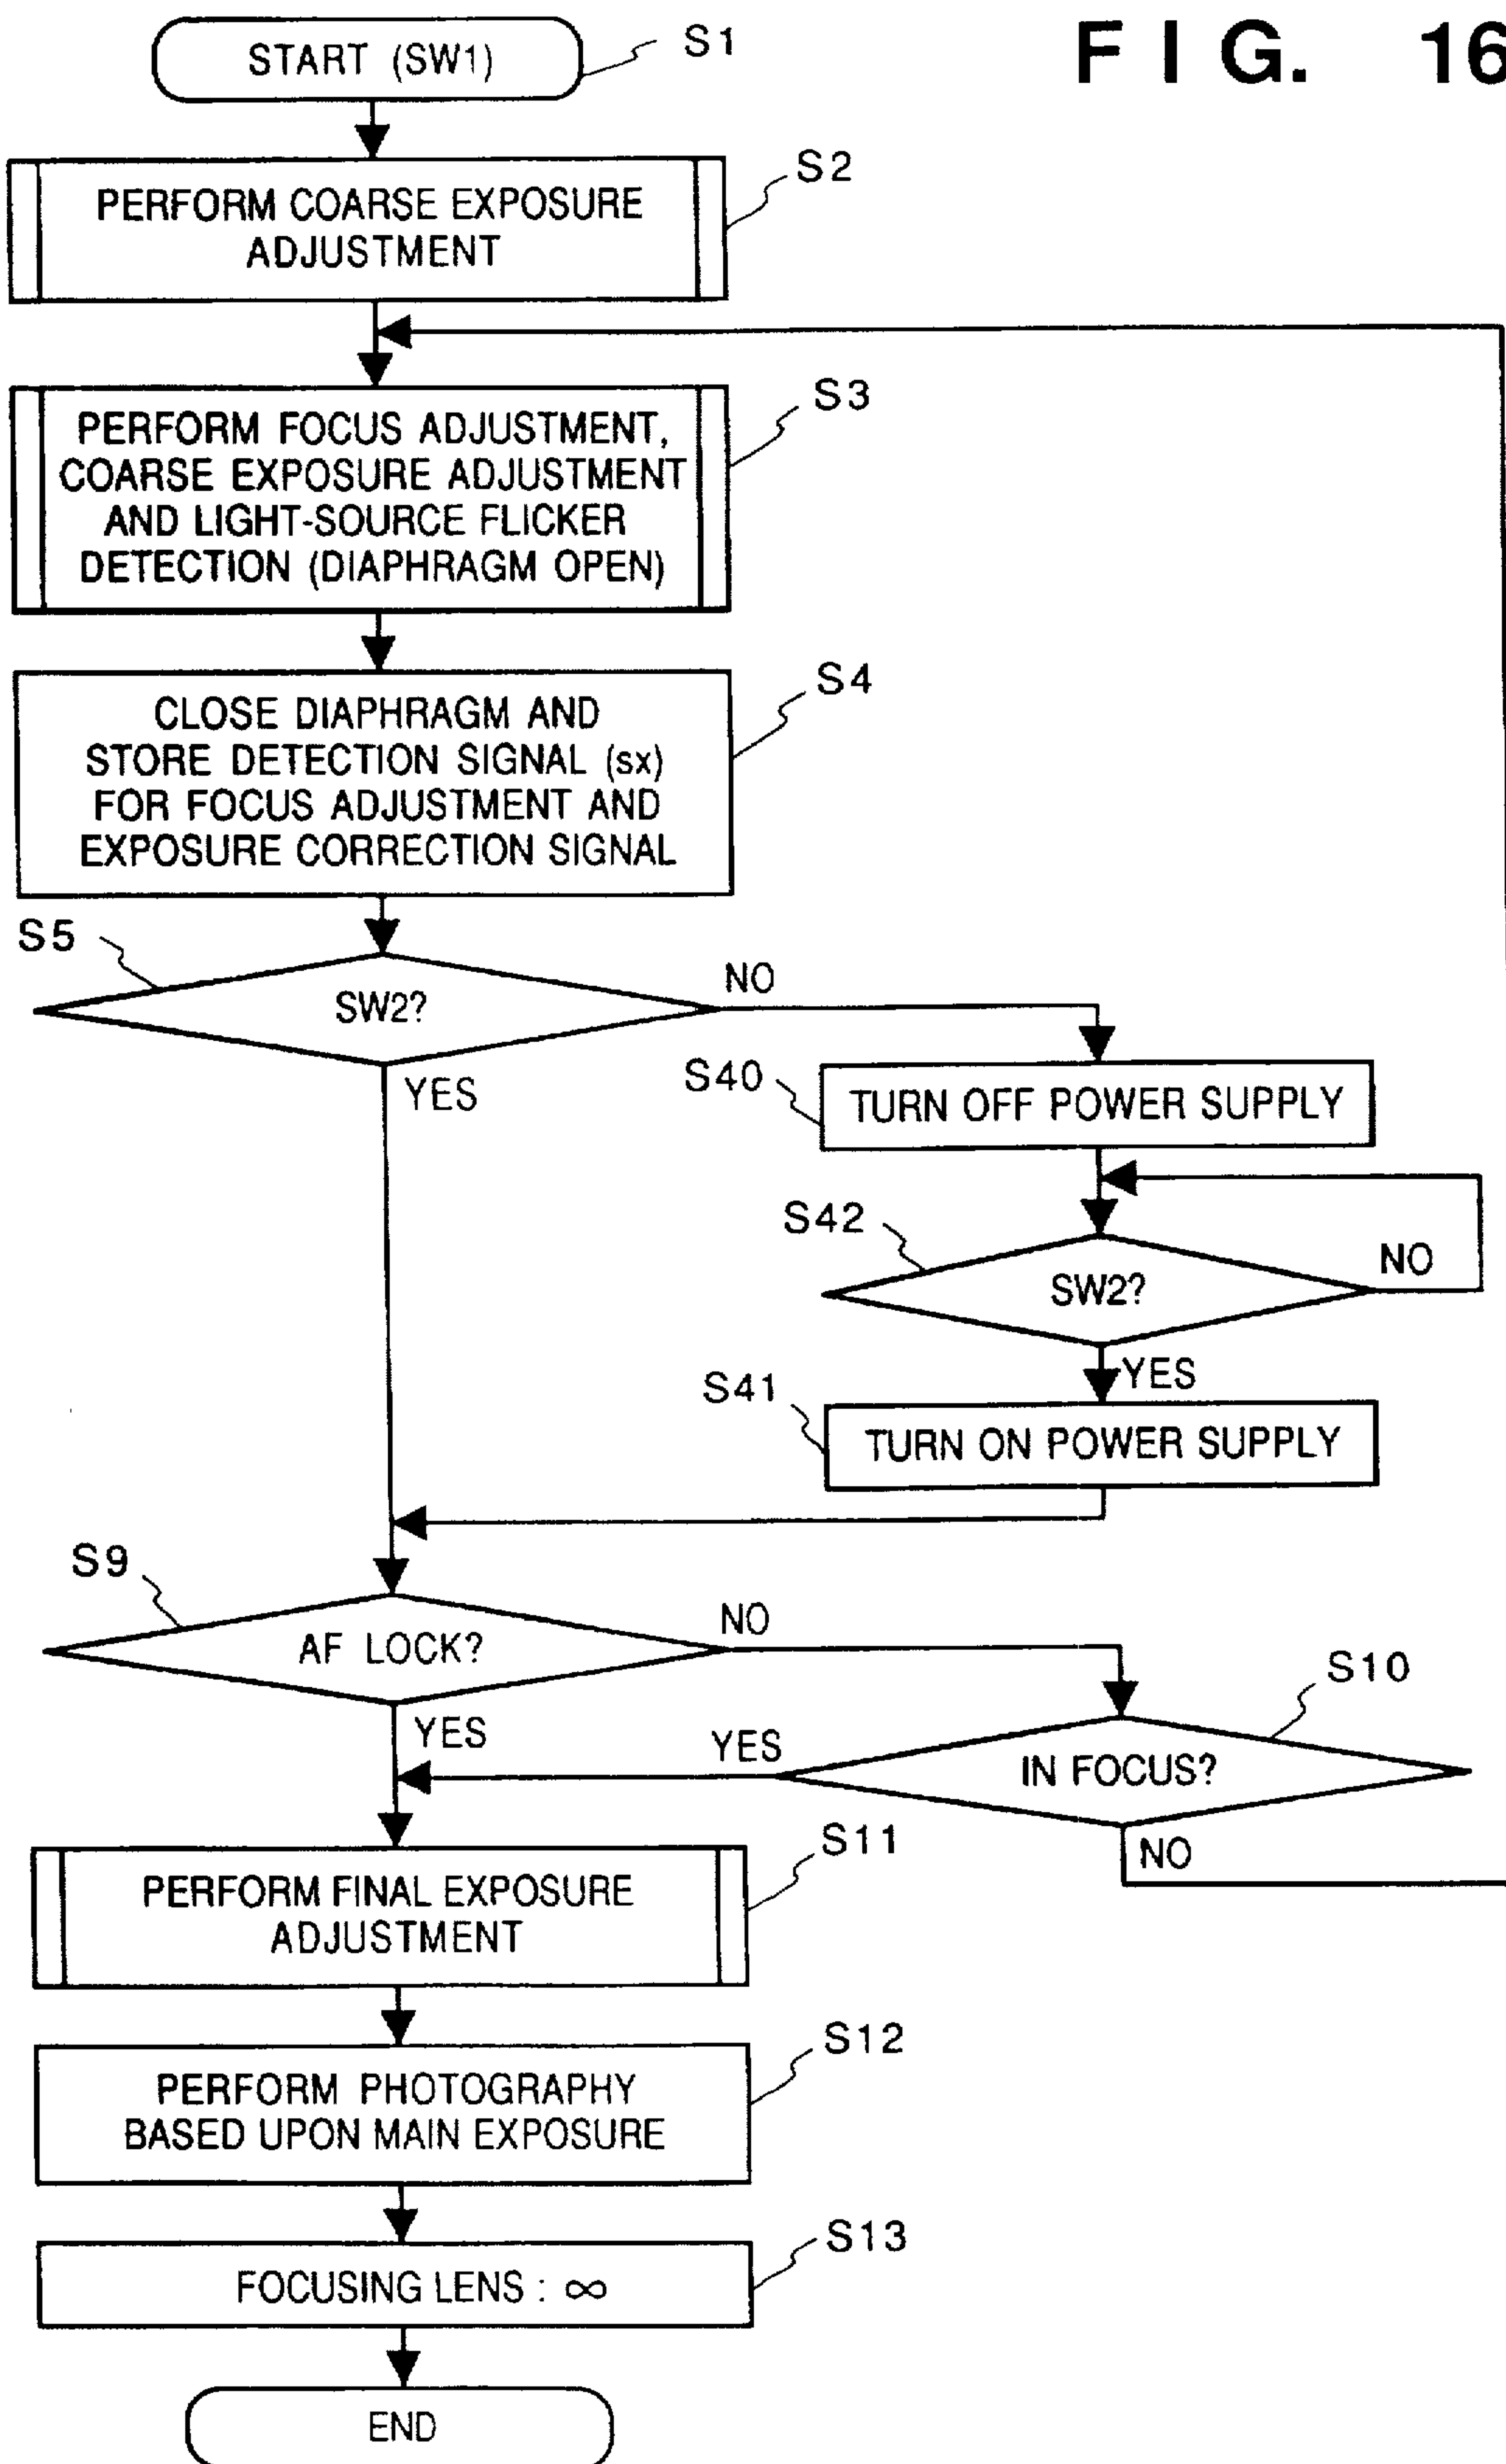 FIG. 16
START (SW1)
S1
PERFORM COARSE EXPOSURE
ADJUSTMENT
S2
PERFORM FOCUS ADJUSTMENT,
COARSE EXPOSURE ADJUSTMENT
AND LIGHT-SOURCE FLICKER
DETECTION (DIAPHRAGM OPEN)
S3
CLOSE DIAPHRAGM AND
STORE DETECTION SIGNAL (sx)
FOR FOCUS ADJUSTMENT AND
EXPOSURE CORRECTION SIGNAL
S4
S5
SW2?
NO
YES
S40
TURN OFF POWER SUPPLY
S42
SW2?
NO
YES
S41
TURN ON POWER SUPPLY
S9
AF LOCK?
NO
YES
S10
IN FOCUS?
YES
NO
PERFORM FINAL EXPOSURE
ADJUSTMENT
S11
PERFORM PHOTOGRAPHY
BASED UPON MAIN EXPOSURE
S12
FOCUSING LENS : ∞
S13
END